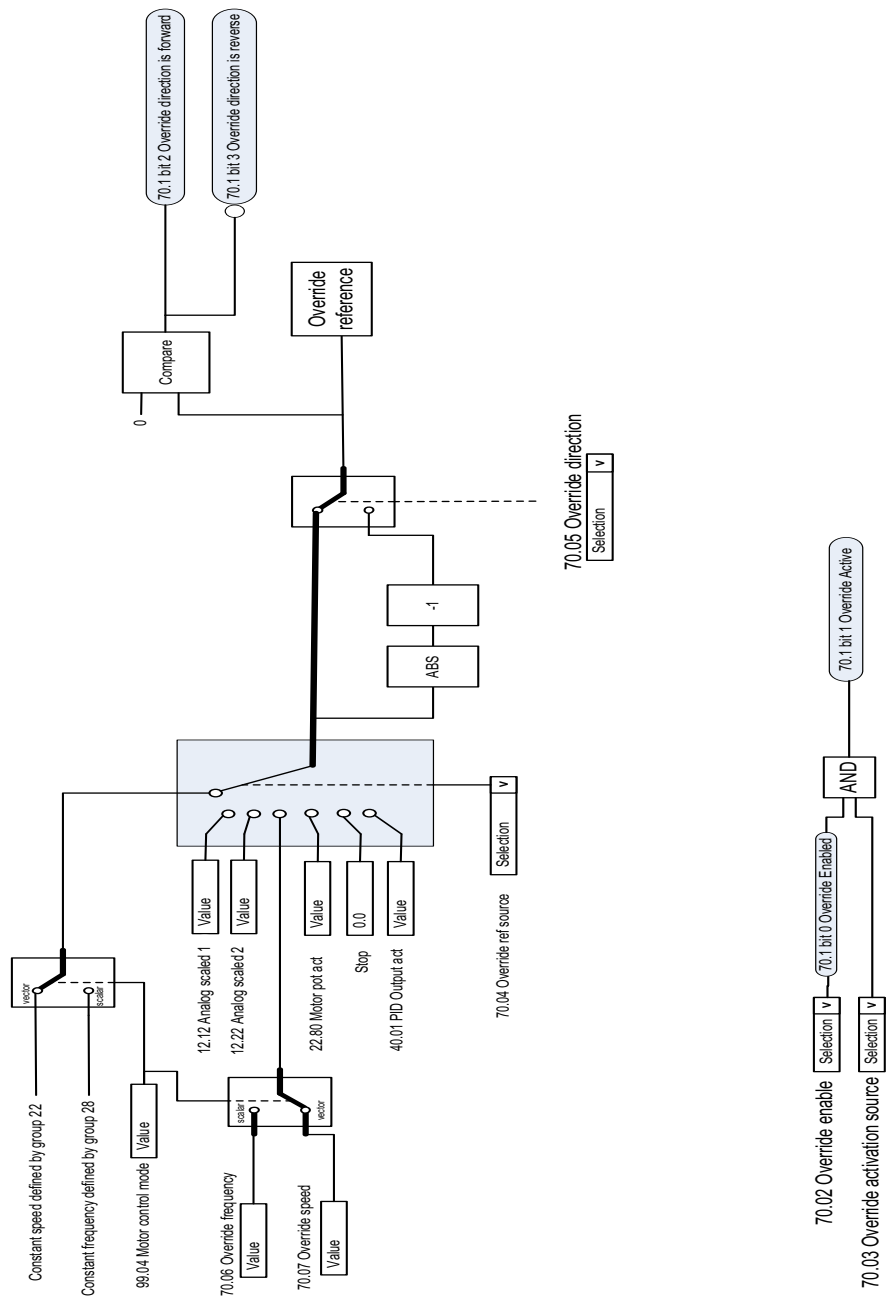 Constant speed defined by group 22
Constant frequency defined by group 28
99.04 Motor control mode
Value
vector
scalar
70.06 Override frequency
Value
70.07 Override speed
Value
scalar
vector
12.12 Analog scaled 1
Value
12.22 Analog scaled 2
Value
22.80 Motor pot act
Value
Stop
0.0
40.01 PID Output act
Value
70.04 Override ref source
Selection
v
ABS
-1
70.05 Override direction
Selection
v
0
Compare
Override
reference
70.1 bit 2 Override direction is forward
70.1 bit 3 Override direction is reverse
70.02 Override enable
Selection
v
70.1 bit 0 Override Enabled
70.03 Override activation source
Selection
v
AND
70.1 bit 1 Override Active